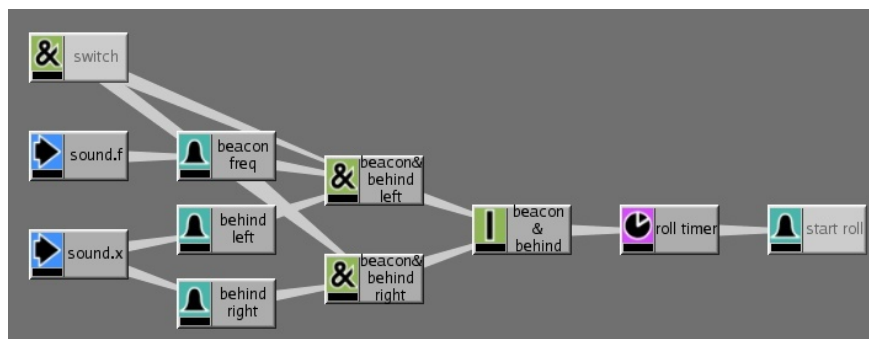 &
switch
sound.f
beacon
freq
&
beacon&
behind
left
behind
left
beacon
&
behind
roll timer
start roll
sound.x
&
beacon&
behind
right
behind
right